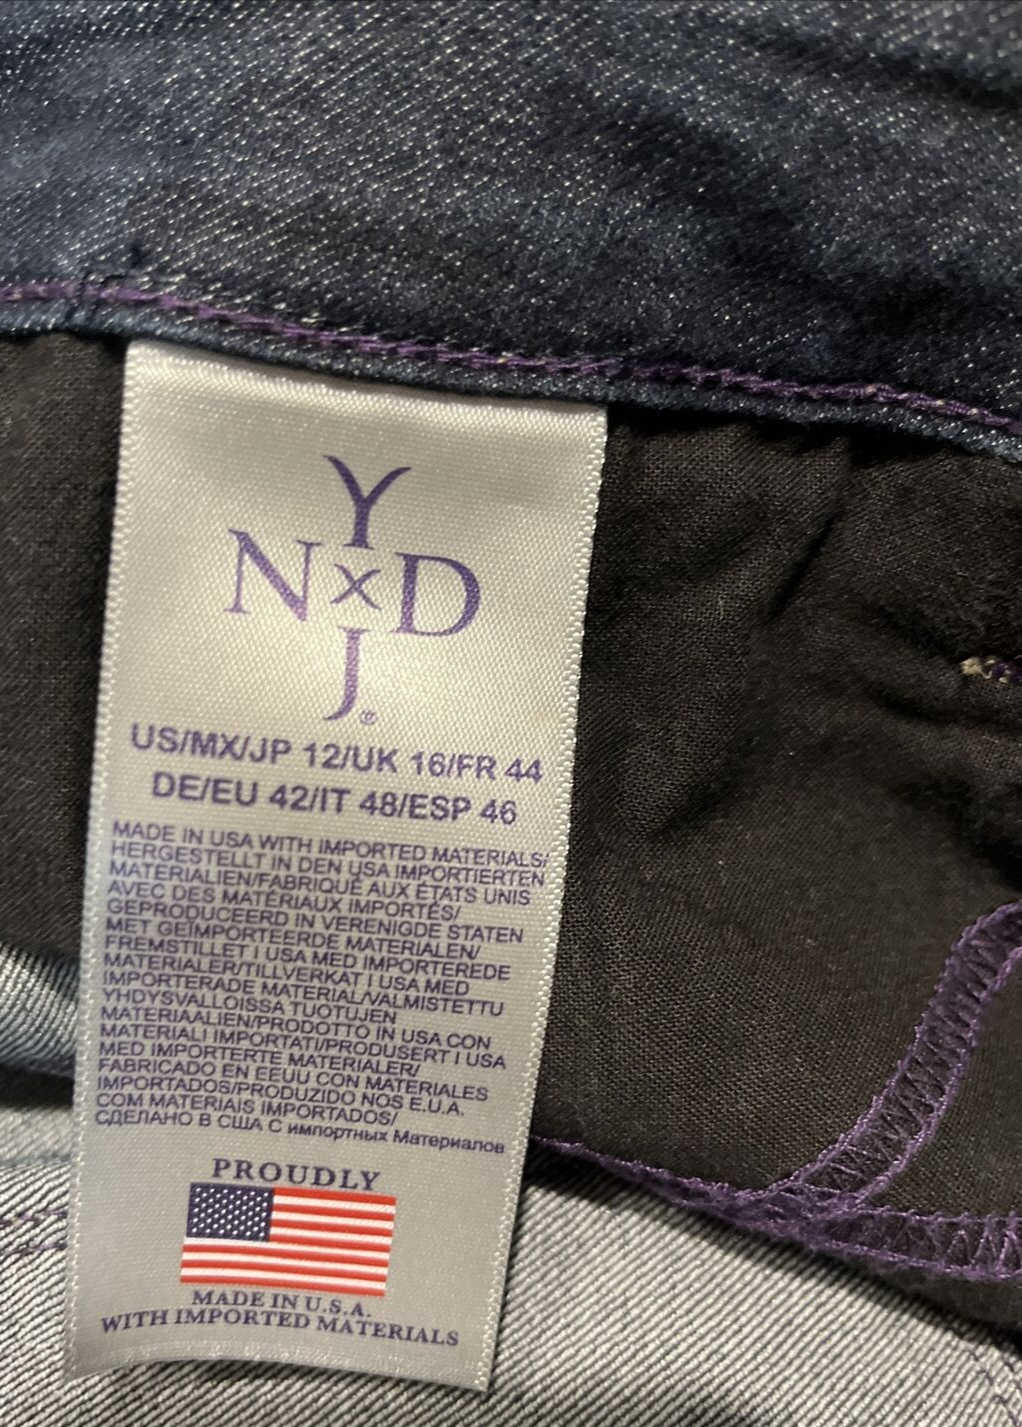 Y
N X D
J®
US/MX/JP 12/UK 16/FR 44
DE/EU 42/IT 48/ESP 46
MADE IN USA WITH IMPORTED MATERIALS/
HERGESTELLT IN DEN USA IMPORTIERTEN
MATERIALIEN/FABRIQUÉ AUX ÉTATS UNIS
AVEC DES MATÉRIAUX IMPORTÉS/
GEPRODUCEERD IN VERENIGDE STATEN
MET GEÏMPORTEERDE MATERIALEN/
FREMSTILLET I USA MED IMPORTEREDE
MATERIALER/TILLVERKAT I USA MED
IMPORTERADE MATERIAL/VALMISTETTU
YHDYSVALLOISSA TUOTUJEN
MATERIAALIEN/PRODOTTO IN USA CON
MATERIALI IMPORTATI/PRODUSERT I USA
MED IMPORTERTE MATERIALER/
FABRICADO EN EEUU CON MATERIALES
IMPORTADOS/PRODUZIDO NOS E.U.A.
COM MATERIAIS IMPORTADOS/
СДЕЛАНО В США С импортных Материалов
PROUDLY
MADE IN U.S.A.
WITH IMPORTED MATERIALS